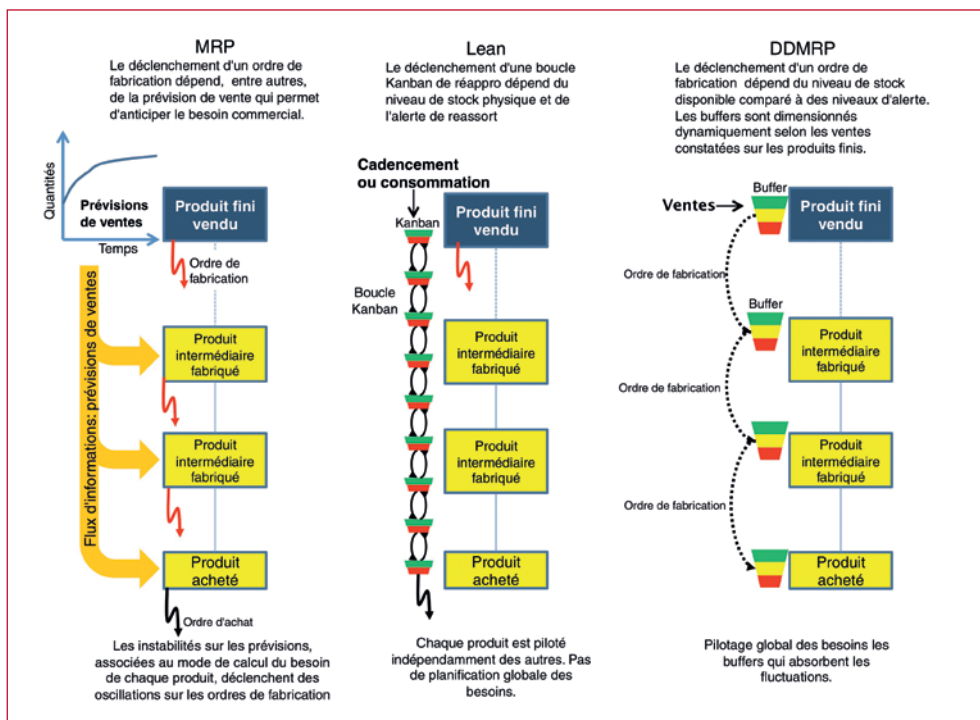 MRP
Le déclenchement d'un ordre de
fabrication dépend, entre autres,
de la prévision de vente qui permet
d'anticiper le besoin commercial.
Quantités
Prévisions
de ventes
Temps
Produit fini
vendu
Ordre de
fabrication
Flux d'informations: prévisions de ventes
Produit
intermédiaire
fabriqué
Produit
intermédiaire
fabriqué
Produit
acheté
Ordre d'achat
Les instabilités sur les prévisions,
associées au mode de calcul du besoin
de chaque produit, déclenchent des
oscillations sur les ordres de fabrication
Lean
Le déclenchement d'une boucle
Kanban de réappro dépend du
niveau de stock physique et de
l'alerte de reassort
Cadencement
ou consommation
Kanban
Produit fini
vendu
Boucle
Kanban
Produit
intermédiaire
fabriqué
Produit
intermédiaire
fabriqué
Produit
acheté
Chaque produit est piloté
indépendamment des autres. Pas
de planification globale des
besoins.
DDMRP
Le déclenchement d'un ordre de
fabrication dépend du niveau de stock
disponible comparé à des niveaux d'alerte.
Les buffers sont dimensionnés
dynamiquement selon les ventes
constatées sur les produits finis.
Buffer
Ventes
Produit fini
vendu
Ordre de fabrication
Buffer
Produit
intermédiaire
fabriqué
Ordre de fabrication
Produit
intermédiaire
fabriqué
Ordre de fabrication
Produit
acheté
Pilotage global des besoins les
buffers qui absorbent les
fluctuations.